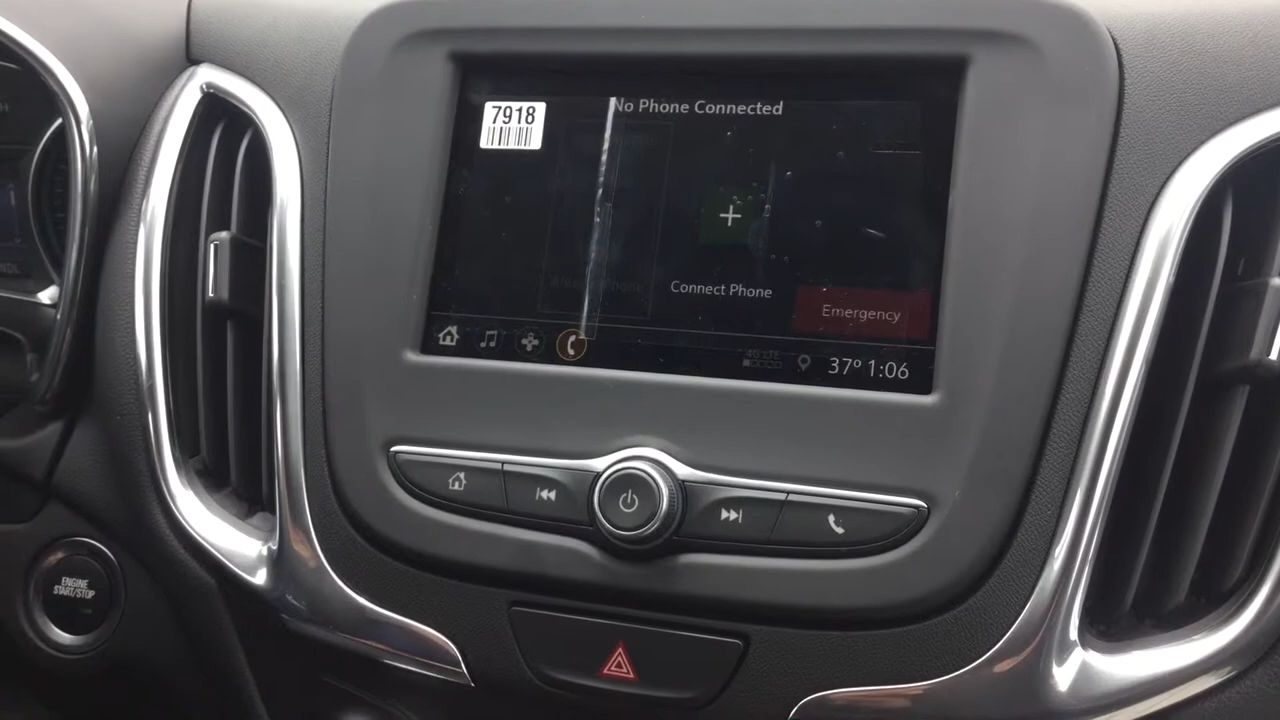 7918
No Phone Connected
Connect Phone
Emergency
4G LTE
37° 1:06
ENGINE
START/STOP